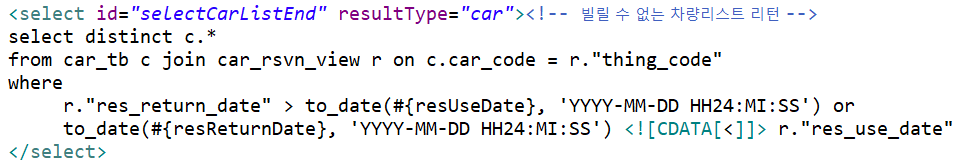 <select id="selectCarListEnd" resultType="car"><!-- 빌릴 수 없는 차량리스트 리턴 -->
select distinct c.*
from car_tb c join car_rsvn_view r on c.car_code = r."thing_code"
where
r."res_return_date" > to_date(#{resUseDate}, 'YYYY-MM-DD HH24:MI:SS') or
to_date(#{resReturnDate}, 'YYYY-MM-DD HH24:MI:SS') <![CDATA[<]]> r."res_use_date"
</select>